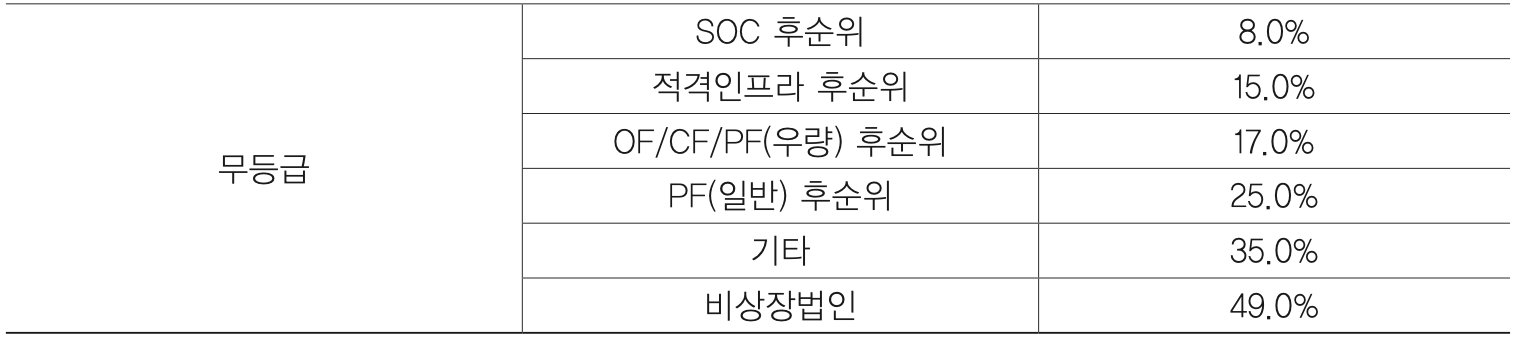 무등급
SOC 후순위 8.0%
적격인프라 후순위 15.0%
OF/CF/PF(우량) 후순위 17.0%
PF(일반) 후순위 25.0%
기타 35.0%
비상장법인 49.0%